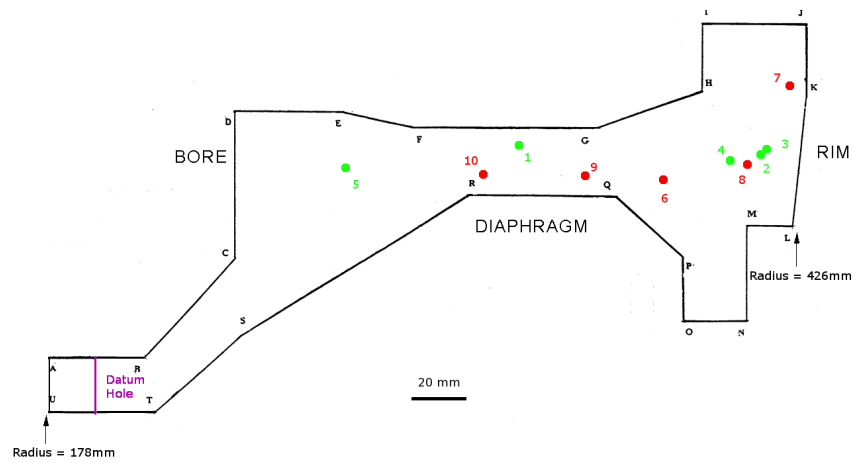 I
J
H
7
K
D
E
F
G
BORE
1
4
3
RIM
2
8
10
9
5
R
Q
6
M
DIAPHRAGM
L
C
P
Radius = 426mm
S
O
N
A
B
Datum
Hole
20 mm
U
T
Radius = 178mm